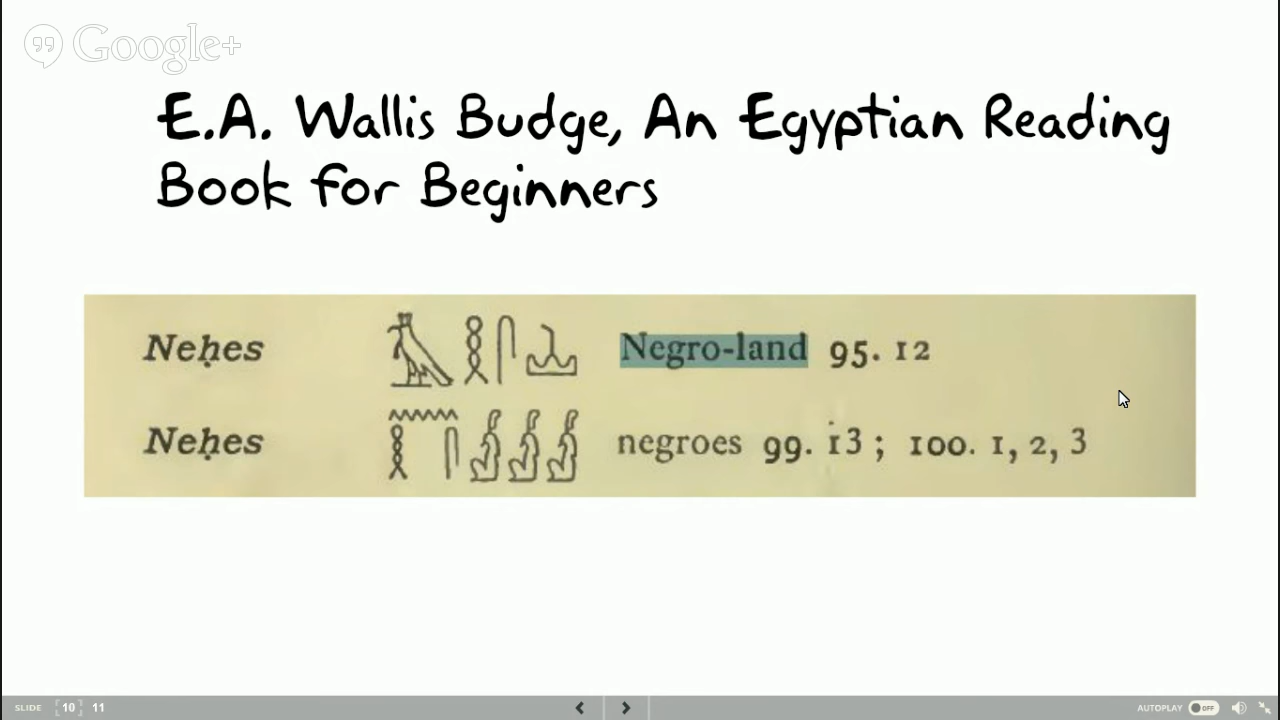 Google+
E.A. Wallis Budge, An Egyptian Reading
Book for Beginners
Neḥes Negro-land 95. 12
Neḥes negroes 99. 13 ; 100. 1, 2, 3
SLIDE [ 10 ] 11 AUTOPLAY OFF